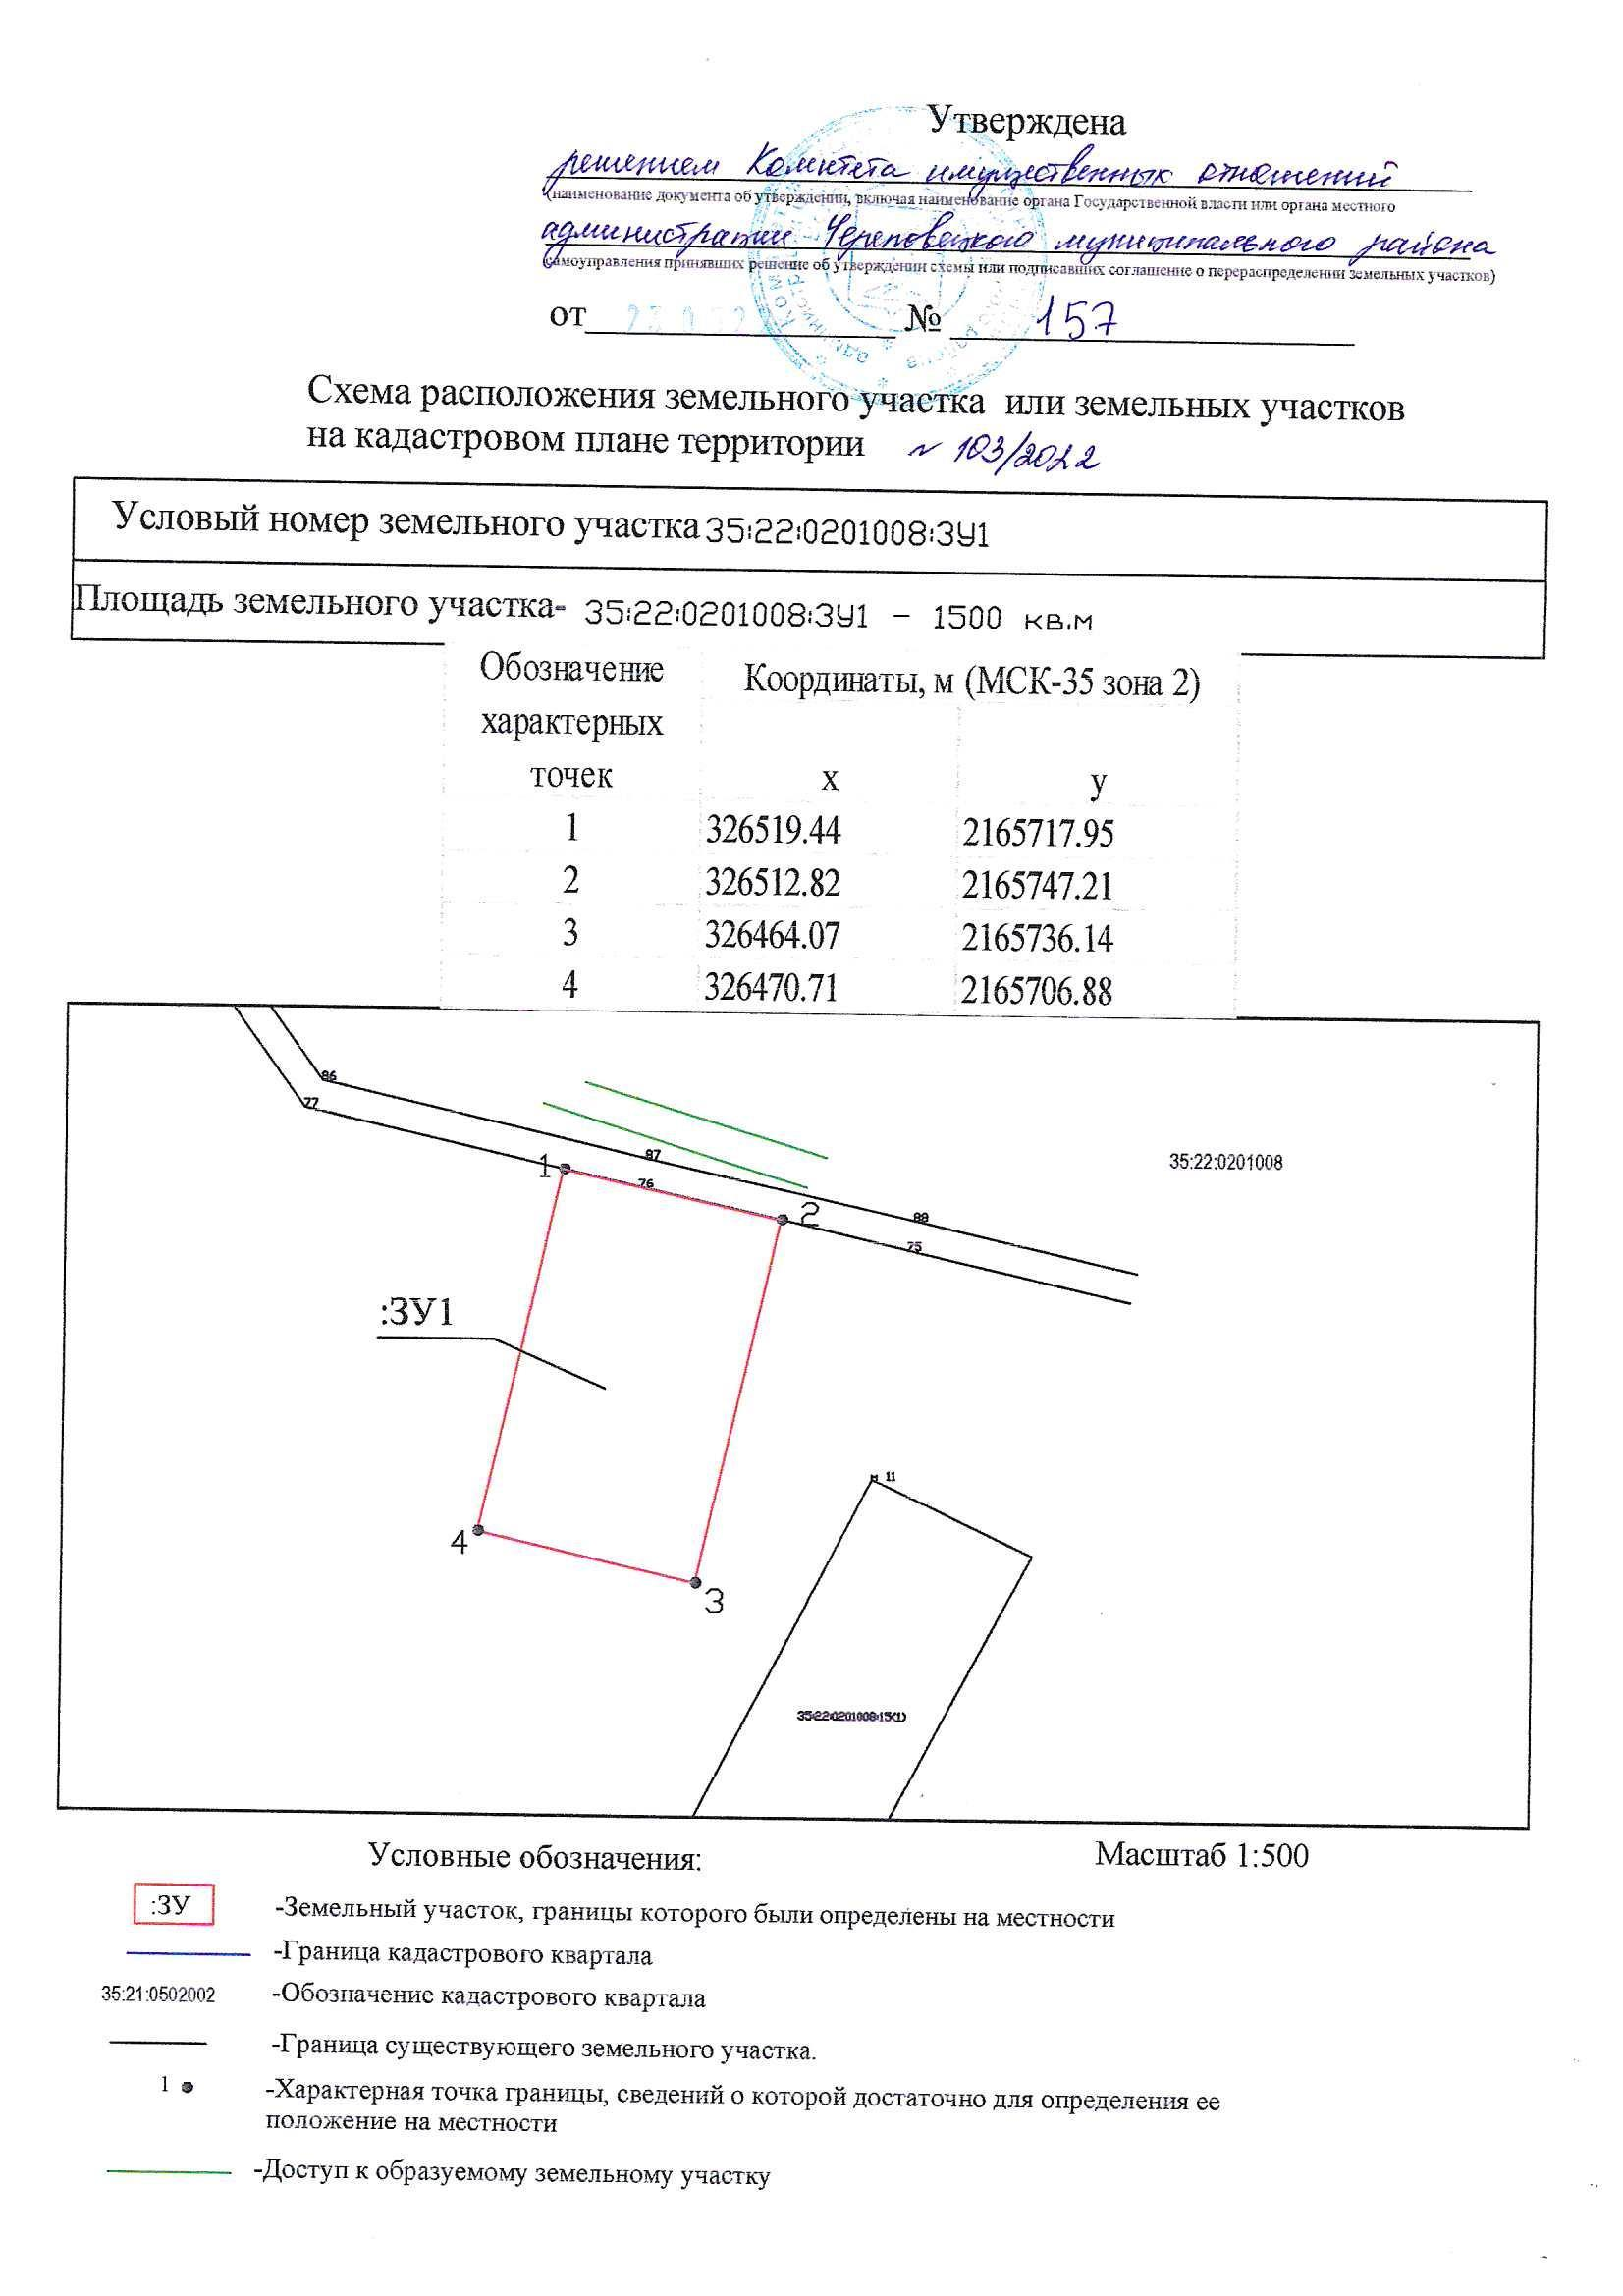 Утверждена
решением Комитета имущественных отношений
(наименование документа об утверждении, включая наименование органа Государственной власти или органа местного
администрации Череповецкого муниципального района
самоуправления принявших решение об утверждении схемы или подписавших соглашение о перераспределении земельных участков)
от № 157
Схема расположения земельного участка или земельных участков
на кадастровом плане территории № 103/2022
Условый номер земельного участка 35:22:0201008:ЗУ1
Площадь земельного участка- 35:22:0201008:ЗУ1 - 1500 кв.м
Обозначение характерных точек Координаты, м (МСК-35 зона 2)
х у
1 326519.44 2165717.95
2 326512.82 2165747.21
3 326464.07 2165736.14
4 326470.71 2165706.88
86
77
87
35:22:0201008
1
76
2
88
75
:ЗУ1
11
4
3
35:22:0201008:15(1)
Условные обозначения: Масштаб 1:500
:ЗУ -Земельный участок, границы которого были определены на местности
-Граница кадастрового квартала
35:21:0502002 -Обозначение кадастрового квартала
-Граница существующего земельного участка.
1 -Характерная точка границы, сведений о которой достаточно для определения ее
положение на местности
-Доступ к образуемому земельному участку